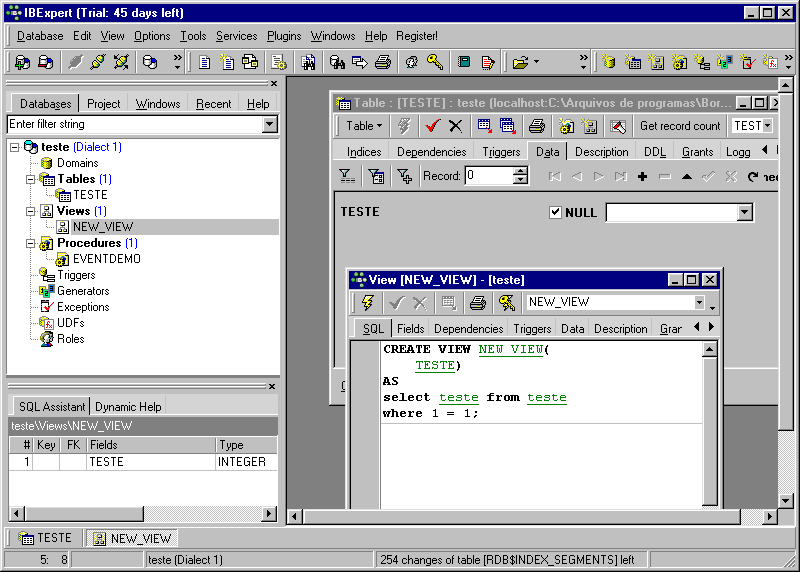 IBExpert (Trial: 45 days left)
Database Edit View Options Tools Services Plugins Windows Help Register!
Databases Project Windows Recent Help
Enter filter string
teste (Dialect 1)
Domains
Tables (1)
TESTE
Views (1)
NEW_VIEW
Procedures (1)
EVENTDEMO
Triggers
Generators
Exceptions
UDFs
Roles
SQL Assistant Dynamic Help
teste\Views\NEW_VIEW
# Key FK Fields Type
1 TESTE INTEGER
Table : [TESTE] : teste (localhost:C:\Arquivos de programas\Bor...
Table Get record count TEST
Indices Dependencies Triggers Data Description DDL Grants Logg
Record: 0
TESTE NULL
View [NEW_VIEW] - [teste]
NEW_VIEW
SQL Fields Dependencies Triggers Data Description Grar
CREATE VIEW NEW_VIEW(
TESTE)
AS
select teste from teste
where 1 = 1;
TESTE NEW_VIEW
5: 8 teste (Dialect 1) 254 changes of table [RDB$INDEX_SEGMENTS] left